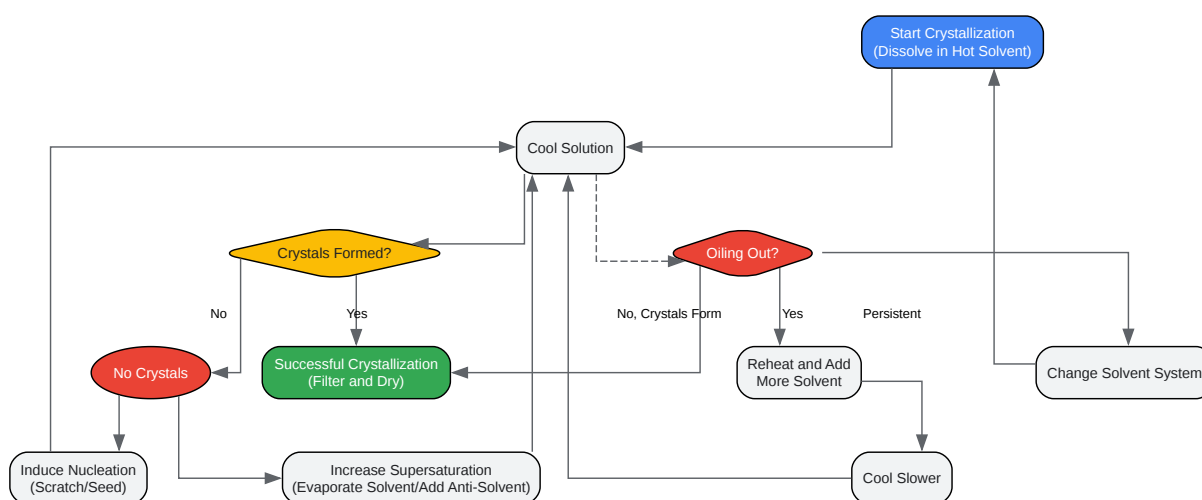 Start Crystallization
(Dissolve in Hot Solvent)
Cool Solution
Crystals Formed?
Oiling Out?
No
Yes
No, Crystals Form
Yes
Persistent
No Crystals
Successful Crystallization
(Filter and Dry)
Reheat and Add
More Solvent
Change Solvent System
Induce Nucleation
(Scratch/Seed)
Increase Supersaturation
(Evaporate Solvent/Add Anti-Solvent)
Cool Slower